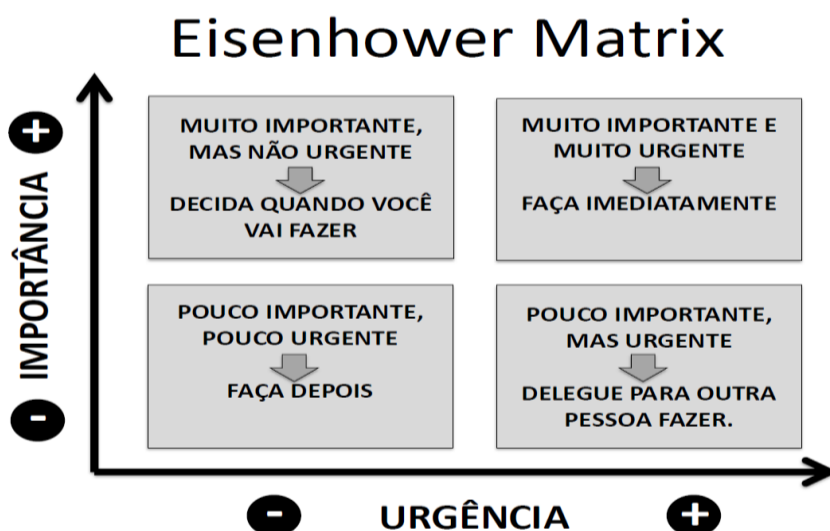 Eisenhower Matrix
+
IMPORTÂNCIA
-
MUITO IMPORTANTE,
MAS NÃO URGENTE
DECIDA QUANDO VOCÊ
VAI FAZER
MUITO IMPORTANTE E
MUITO URGENTE
FAÇA IMEDIATAMENTE
POUCO IMPORTANTE,
POUCO URGENTE
FAÇA DEPOIS
POUCO IMPORTANTE,
MAS URGENTE
DELEGUE PARA OUTRA
PESSOA FAZER.
- URGÊNCIA +